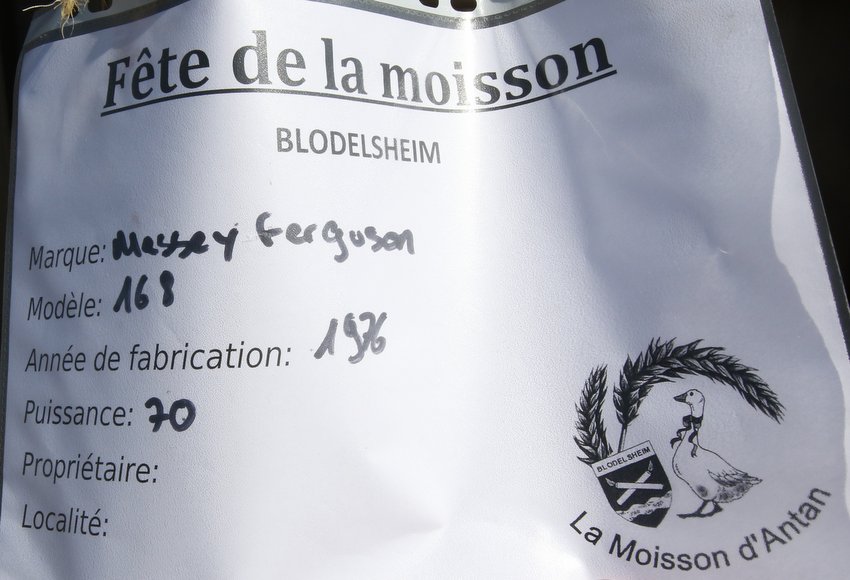 Fête de la moisson
BLODELSHEIM
Marque: Massey Ferguson
Modèle: 168
Année de fabrication: 1976
Puissance: 70
Propriétaire:
Localité:
BLODELSHEIM
La Moisson d'Antan